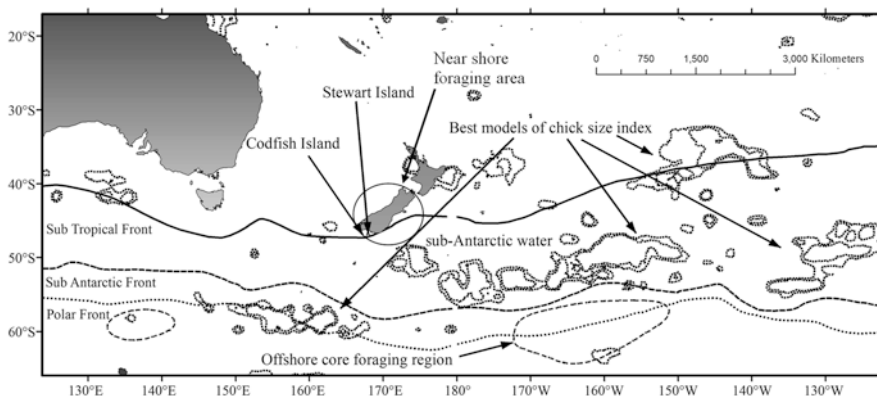 20°S
30°S
40°S
50°S
60°S
Near shore
foraging area
0 750 1,500 3,000 Kilometers
Stewart Island
Best models of chick size index
Codfish Island
Sub Tropical Front
sub-Antarctic water
Sub Antarctic Front
Polar Front
Offshore core foraging region
130°E 140°E 150°E 160°E 170°E 180° 170°W 160°W 150°W 140°W 130°W